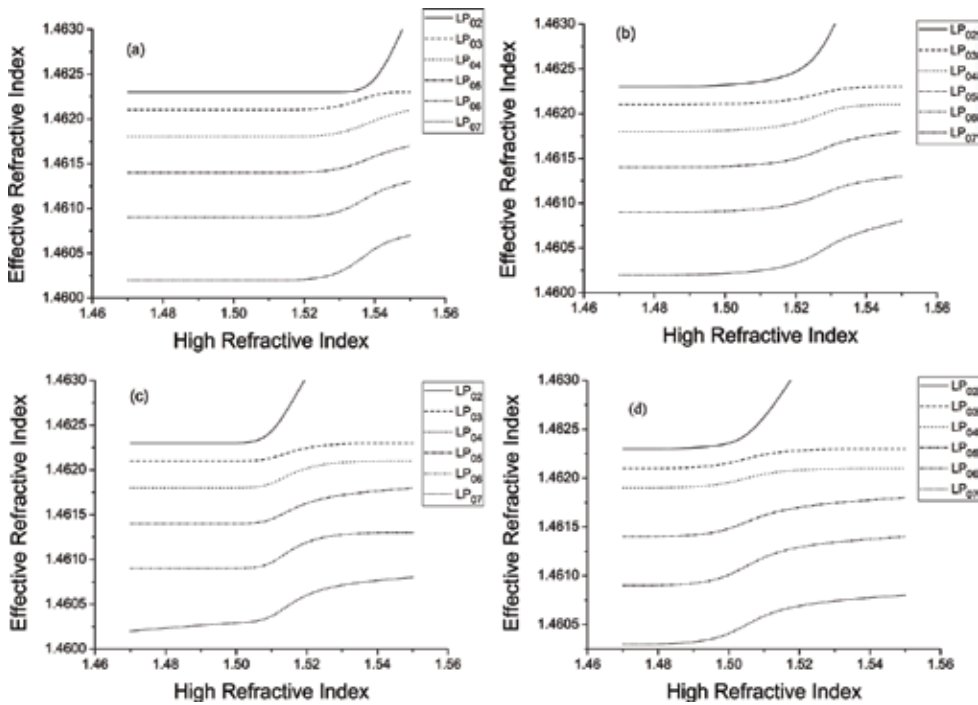 (a)
LP02
LP03
LP04
LP05
LP06
LP07
Effective Refractive Index
1.4630
1.4625
1.4620
1.4615
1.4610
1.4605
1.4600
1.46 1.48 1.50 1.52 1.54 1.56
High Refractive Index
(b)
LP02
LP03
LP04
LP05
LP06
LP07
Effective Refractive Index
1.4630
1.4625
1.4620
1.4615
1.4610
1.4605
1.4600
1.46 1.48 1.50 1.52 1.54 1.56
High Refractive Index
(c)
LP02
LP03
LP04
LP05
LP06
LP07
Effective Refractive Index
1.4630
1.4625
1.4620
1.4615
1.4610
1.4605
1.4600
1.46 1.48 1.50 1.52 1.54 1.56
High Refractive Index
(d)
LP02
LP03
LP04
LP05
LP06
LP07
Effective Refractive Index
1.4630
1.4625
1.4620
1.4615
1.4610
1.4605
1.46 1.48 1.50 1.52 1.54 1.56
High Refractive Index